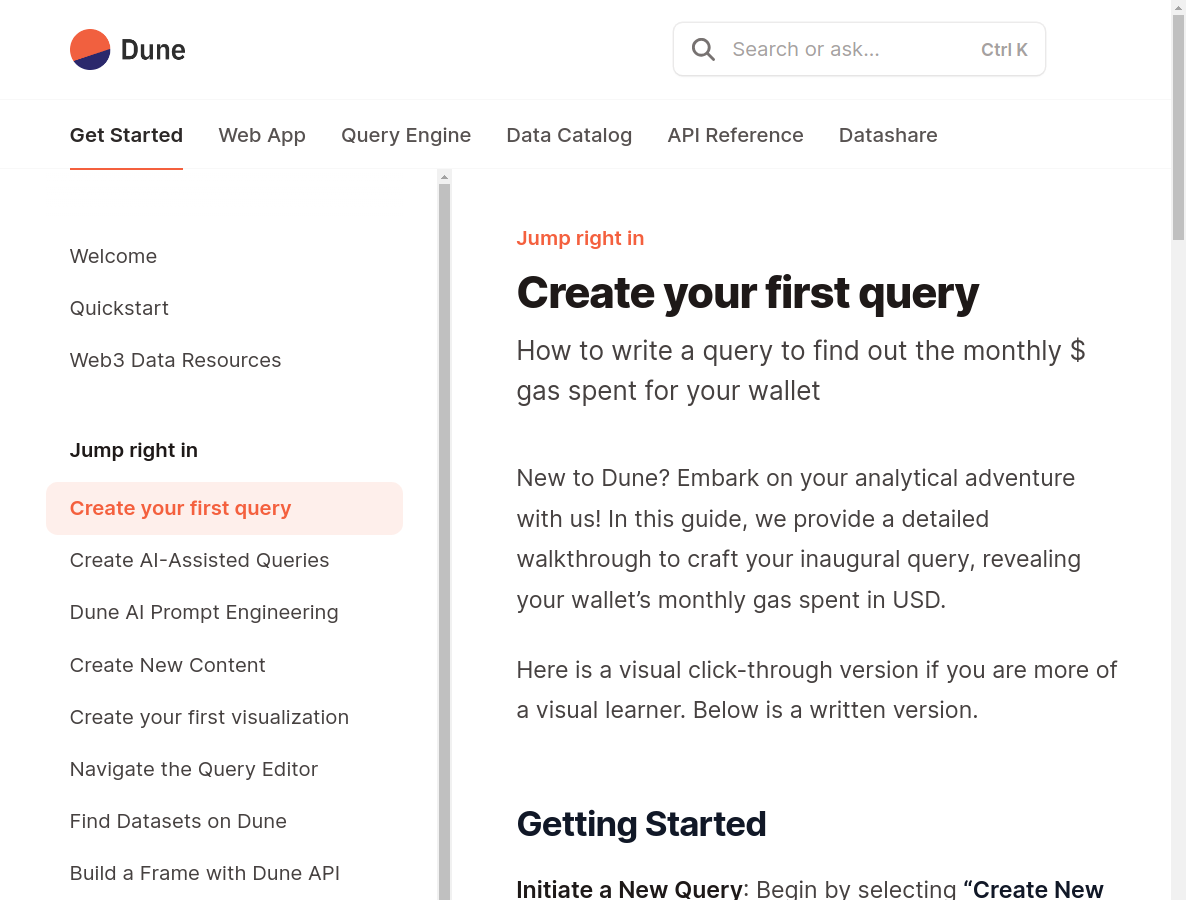 Dune
Search or ask...
Ctrl K
Get Started
Web App
Query Engine
Data Catalog
API Reference
Datashare
Welcome
Quickstart
Web3 Data Resources
Jump right in
Create your first query
Create AI-Assisted Queries
Dune AI Prompt Engineering
Create New Content
Create your first visualization
Navigate the Query Editor
Find Datasets on Dune
Build a Frame with Dune API
Jump right in
Create your first query
How to write a query to find out the monthly $
gas spent for your wallet
New to Dune? Embark on your analytical adventure
with us! In this guide, we provide a detailed
walkthrough to craft your inaugural query, revealing
your wallet’s monthly gas spent in USD.
Here is a visual click-through version if you are more of
a visual learner. Below is a written version.
Getting Started
Initiate a New Query: Begin by selecting “Create New